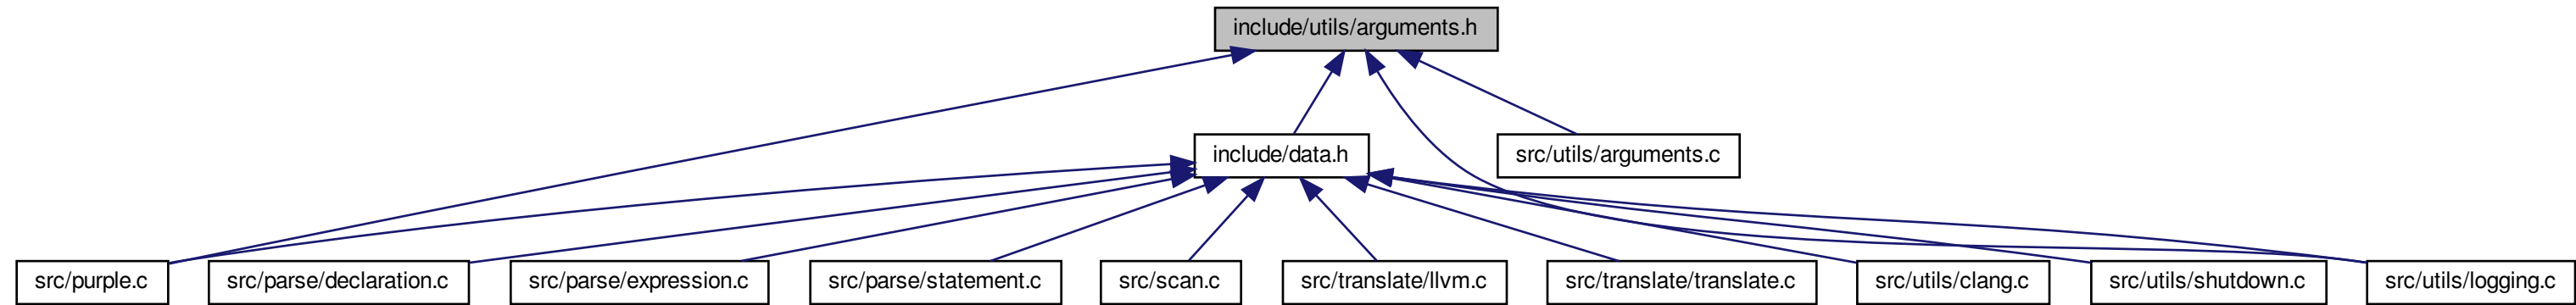 include/utils/arguments.h
include/data.h
src/utils/arguments.c
src/purple.c
src/parse/declaration.c
src/parse/expression.c
src/parse/statement.c
src/scan.c
src/translate/llvm.c
src/translate/translate.c
src/utils/clang.c
src/utils/shutdown.c
src/utils/logging.c